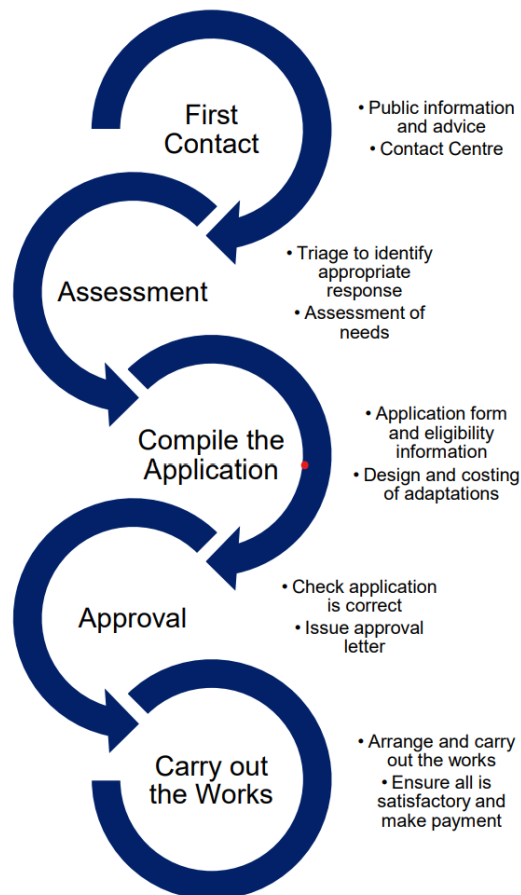 First
Contact
• Public information
and advice
• Contact Centre
Assessment
• Triage to identify
appropriate
response
• Assessment of
needs
Compile the
Application
• Application form
and eligibility
information
• Design and costing
of adaptations
Approval
• Check application
is correct
• Issue approval
letter
Carry out
the Works
• Arrange and carry
out the works
• Ensure all is
satisfactory and
make payment